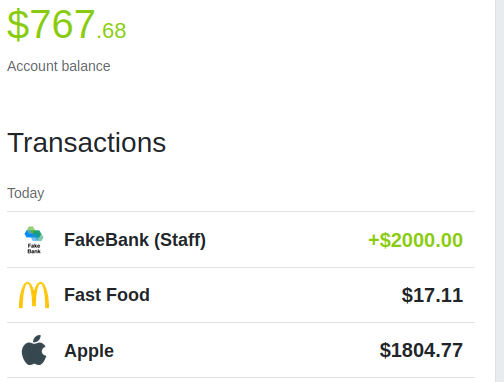 $767.68
Account balance
Transactions
Today
Fake
Bank
FakeBank (Staff) +$2000.00
Fast Food $17.11
Apple $1804.77